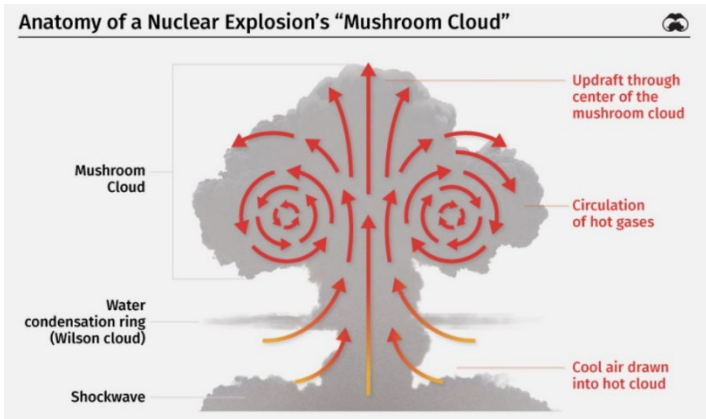 Anatomy of a Nuclear Explosion's “Mushroom Cloud”
Updraft through
center of the
mushroom cloud
Mushroom
Cloud
Circulation
of hot gases
Water
condensation ring
(Wilson cloud)
Cool air drawn
into hot cloud
Shockwave